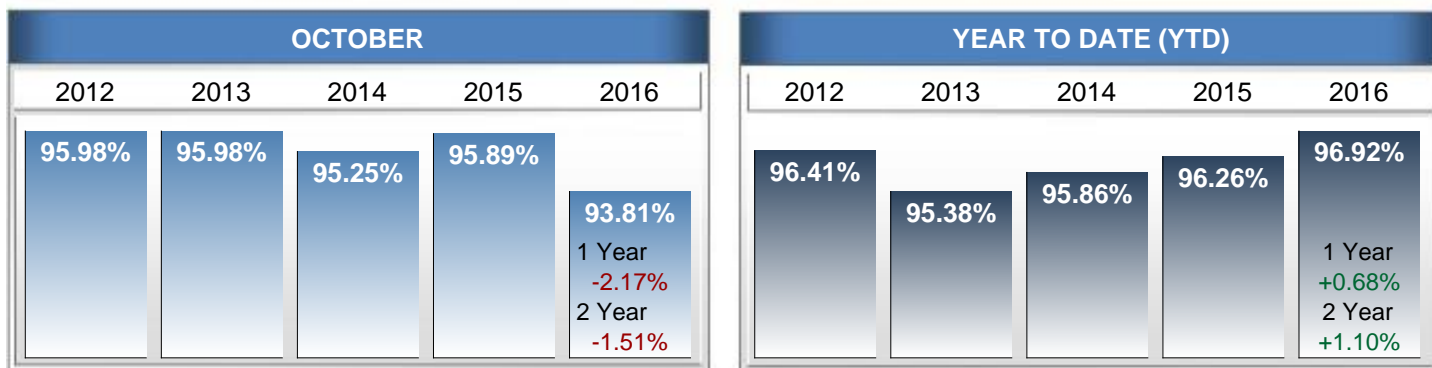 OCTOBER
2012 2013 2014 2015 2016
95.98% 95.98% 95.25% 95.89% 93.81%
1 Year
-2.17%
2 Year
-1.51%
YEAR TO DATE (YTD)
2012 2013 2014 2015 2016
96.41% 95.38% 95.86% 96.26% 96.92%
1 Year
+0.68%
2 Year
+1.10%